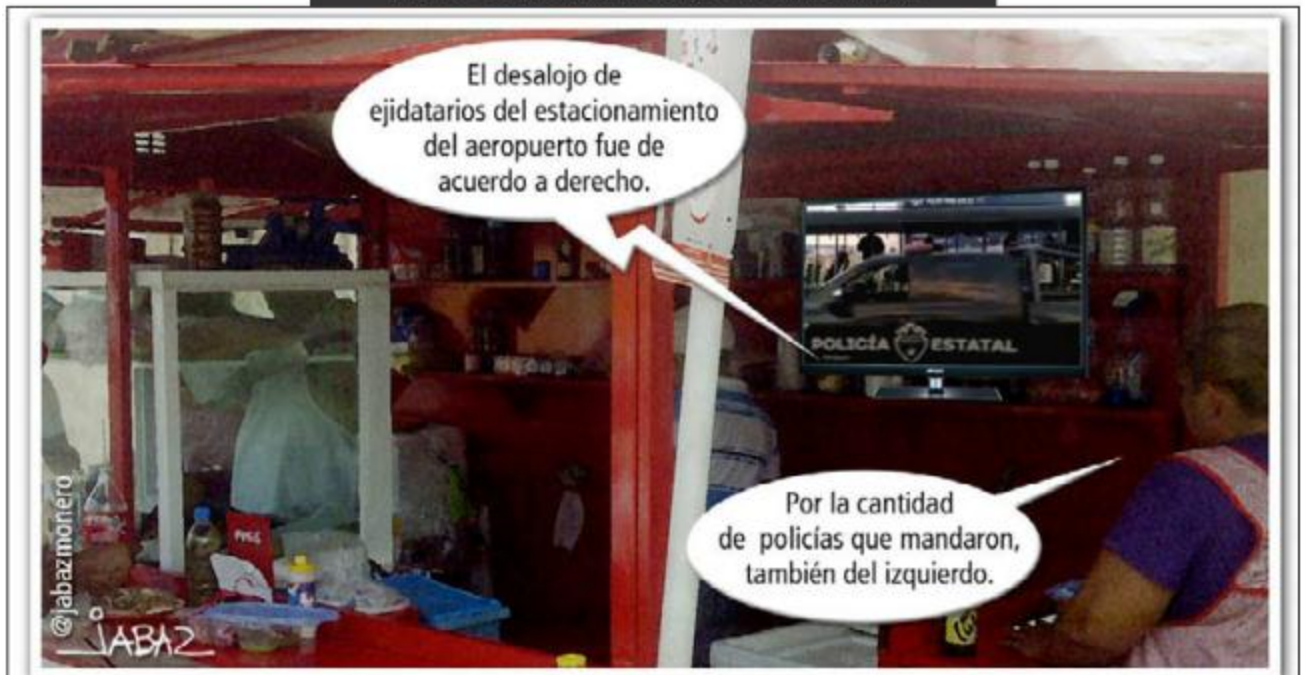 El desalojo de
ejidatarios del estacionamiento
del aeropuerto fue de
acuerdo a derecho.
POLICÍA ESTATAL
Por la cantidad
de policías que mandaron,
también del izquierdo.
@jabazmonero
JABAZ